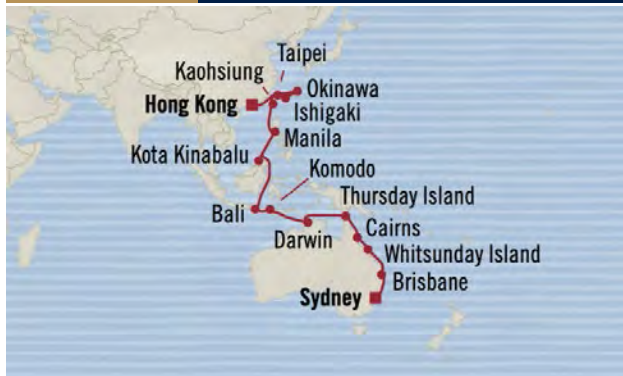 Taipei
Kaohsiung
Okinawa
Hong Kong
Ishigaki
Manila
Kota Kinabalu
Komodo
Thursday Island
Bali
Cairns
Darwin
Whitsunday Island
Brisbane
Sydney